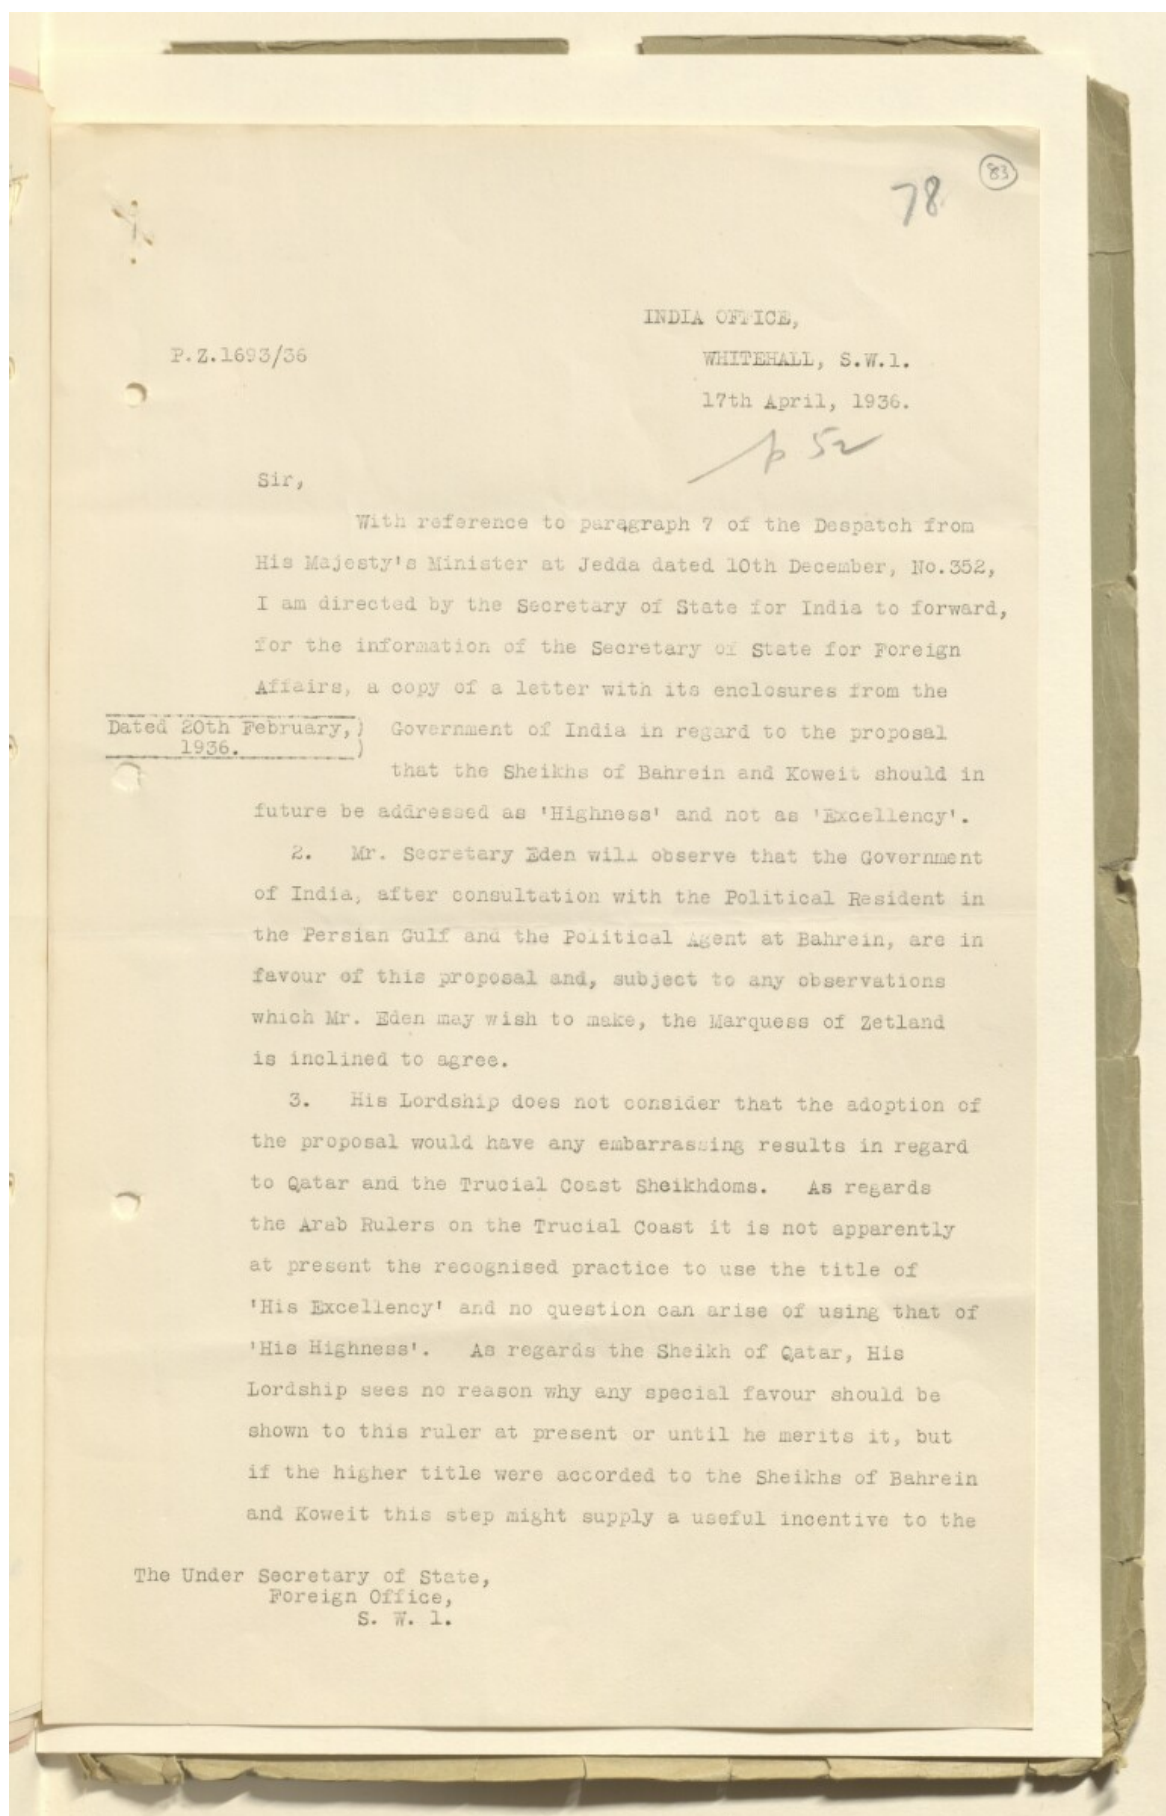 78
83
INDIA OFFICE,
P.Z.1693/36
WHITEHALL, S.W.1.
17th April, 1936.
p 52
Sir,
With reference to paragraph 7 of the Despatch from
His Majesty's Minister at Jedda dated 10th December, No.352,
I am directed by the Secretary of State for India to forward,
for the information of the Secretary of State for Foreign
Affairs, a copy of a letter with its enclosures from the
Dated 20th February, ) Government of India in regard to the proposal
1936. )
that the Sheikhs of Bahrein and Koweit should in
future be addressed as 'Highness' and not as 'Excellency'.
2. Mr. Secretary Eden will observe that the Government
of India, after consultation with the Political Resident in
the Persian Gulf and the Political Agent at Bahrein, are in
favour of this proposal and, subject to any observations
which Mr. Eden may wish to make, the Marquess of Zetland
is inclined to agree.
3. His Lordship does not consider that the adoption of
the proposal would have any embarrassing results in regard
to Qatar and the Trucial Coast Sheikhdoms. As regards
the Arab Rulers on the Trucial Coast it is not apparently
at present the recognised practice to use the title of
'His Excellency' and no question can arise of using that of
'His Highness'. As regards the Sheikh of Qatar, His
Lordship sees no reason why any special favour should be
shown to this ruler at present or until he merits it, but
if the higher title were accorded to the Sheikhs of Bahrein
and Koweit this step might supply a useful incentive to the
The Under Secretary of State,
Foreign Office,
S. W. 1.